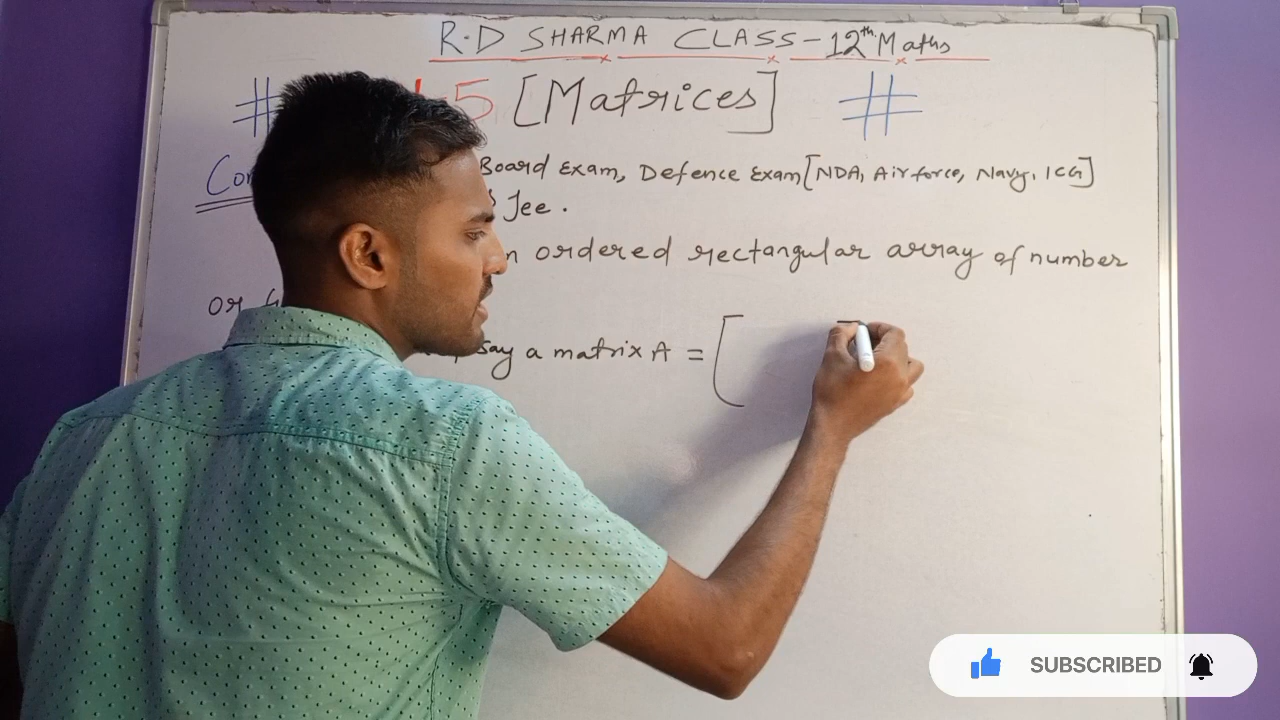 R.D SHARMA CLASS-12th Maths
5 [Matrices] #
Board Exam, Defence Exam[NDA, Airforce, Navy, ICG]
Jee.
ordered rectangular array of number
or
say a matrix A = [
SUBSCRIBED